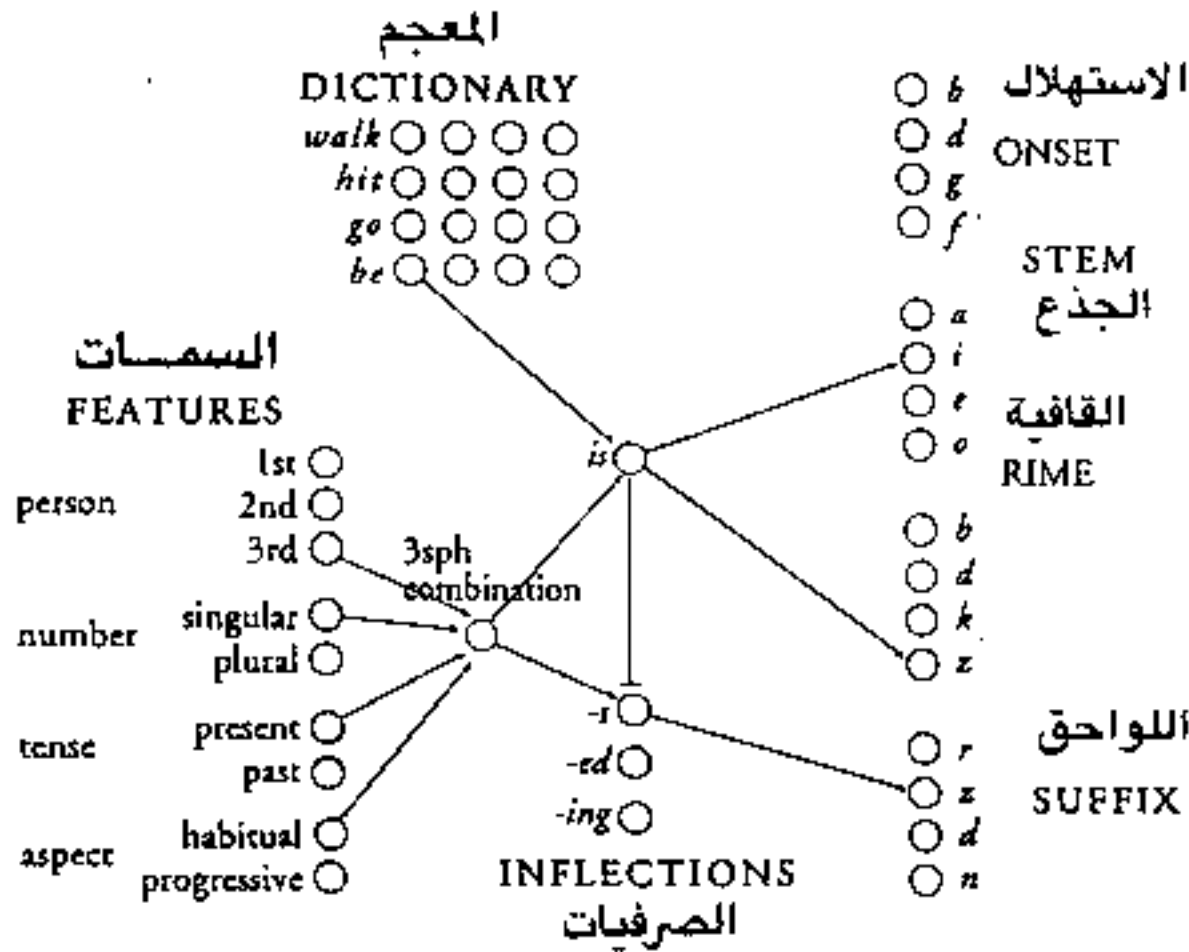 المعجم
DICTIONARY
walk
hit
go
be
b
d
g
f
الاستهلال
ONSET
STEM
الجذع
a
i
e
o
القافية
RIME
b
d
k
z
السمــات
FEATURES
person
1st
2nd
3rd
number
singular
plural
tense
present
past
aspect
habitual
progressive
3sph
combination
is
-s
-ed
-ing
INFLECTIONS
الصرفيات
r
z
d
n
اللواحق
SUFFIX